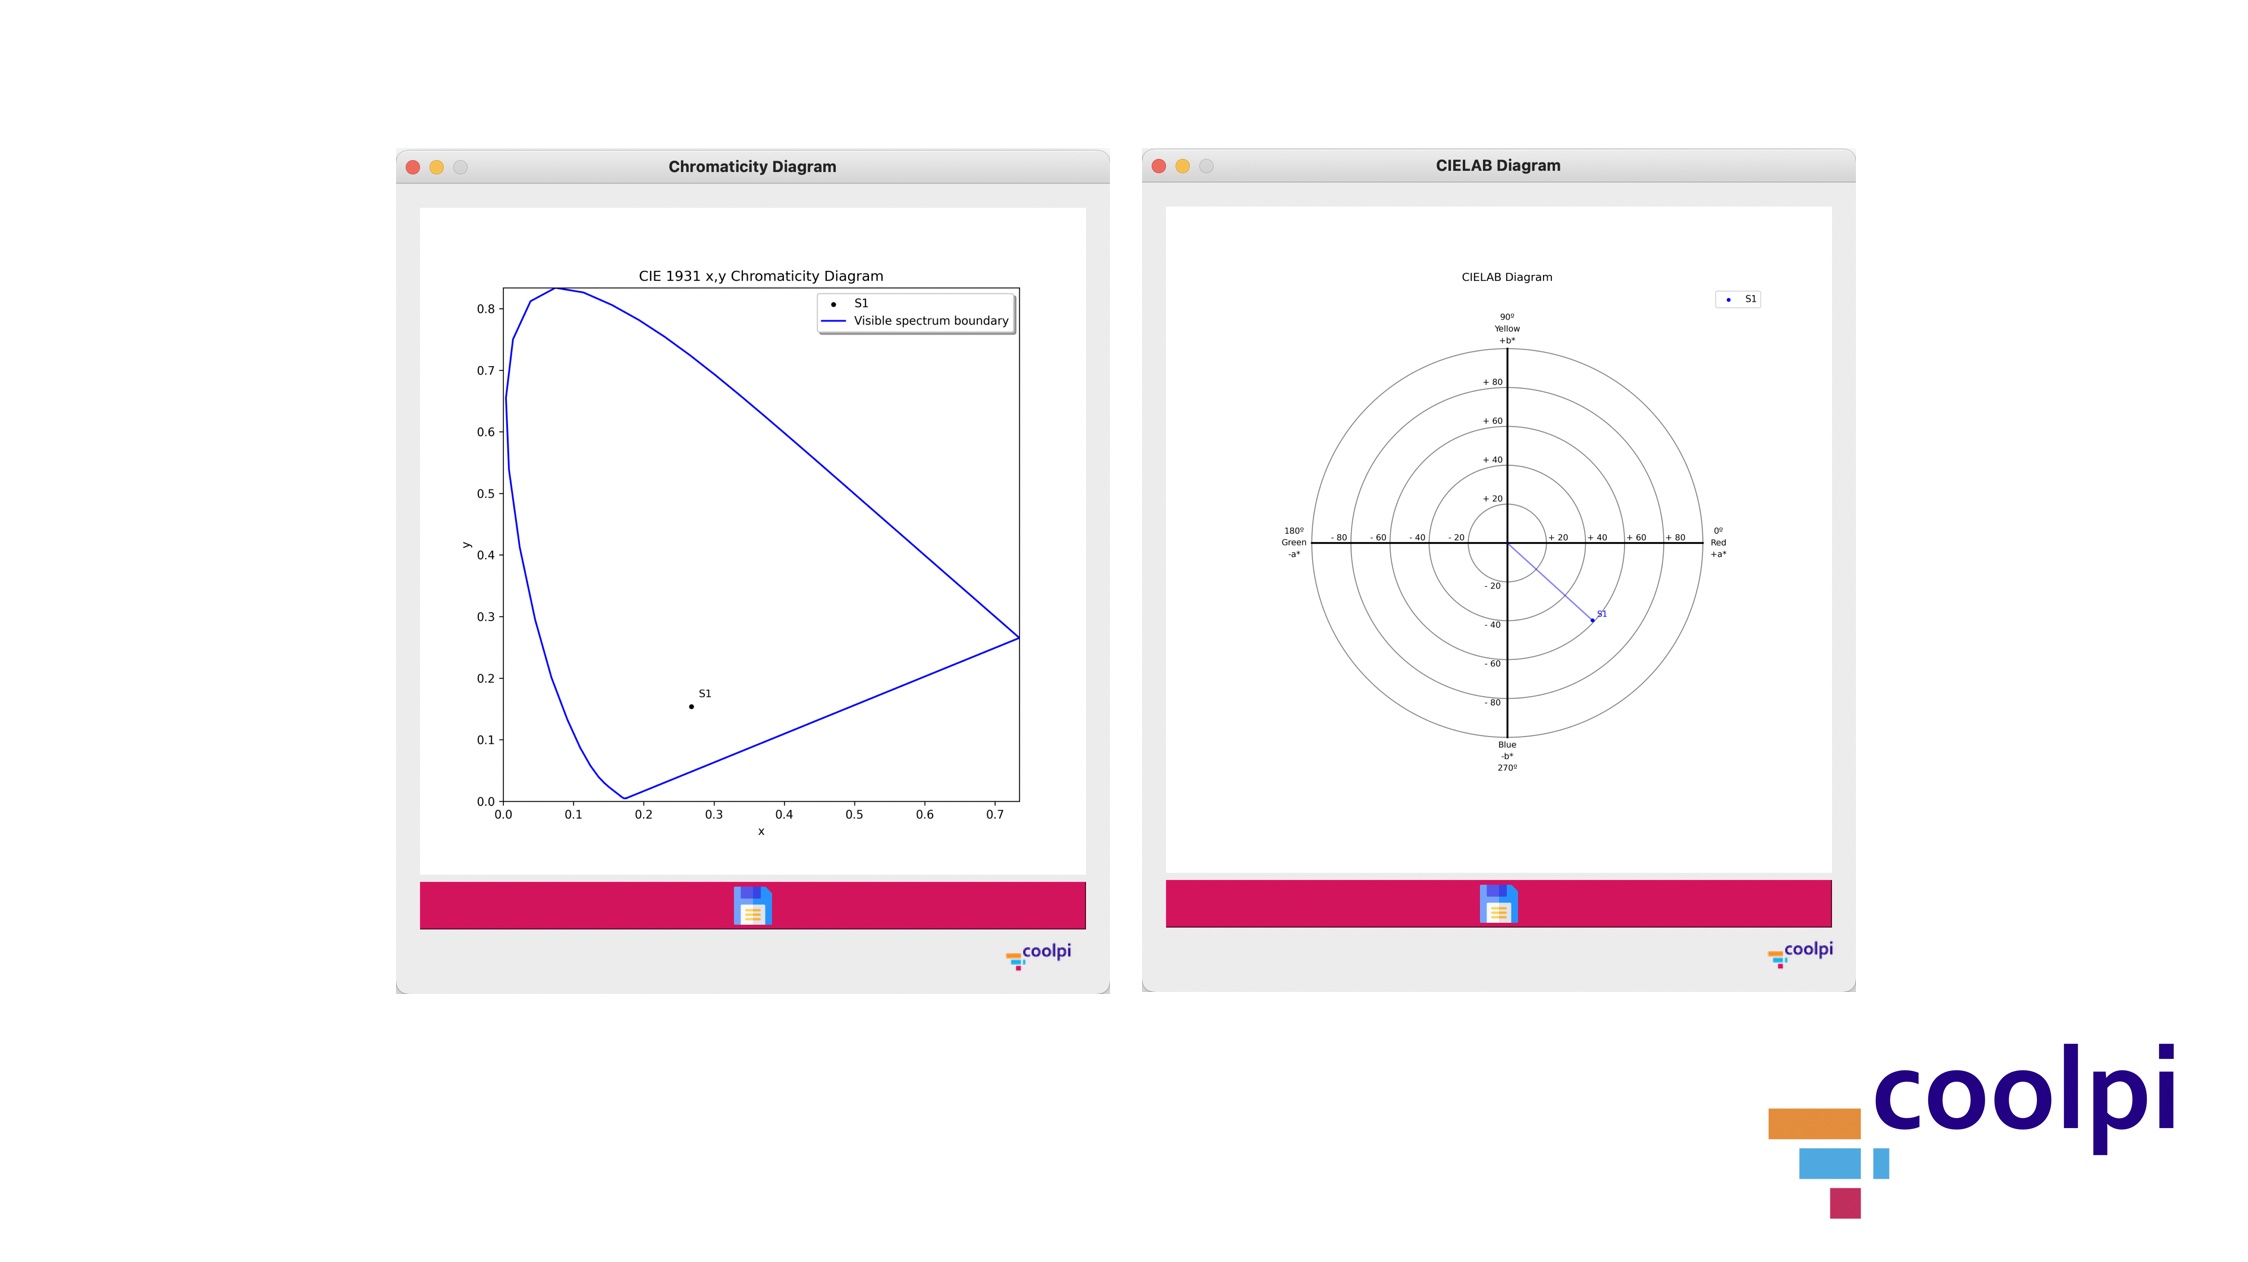 Chromaticity Diagram
CIE 1931 x,y Chromaticity Diagram
S1
Visible spectrum boundary
0.8
0.7
0.6
0.5
y
0.4
0.3
0.2
S1
0.1
0.0
0.0 0.1 0.2 0.3 0.4 0.5 0.6 0.7
x
coolpi
CIELAB Diagram
CIELAB Diagram
S1
90º
Yellow
+b*
+ 80
+ 60
+ 40
+ 20
180º
Green
-a*
- 80 - 60 - 40 - 20 + 20 + 40 + 60 + 80
0º
Red
+a*
- 20
S1
- 40
- 60
- 80
Blue
-b*
270º
coolpi
coolpi